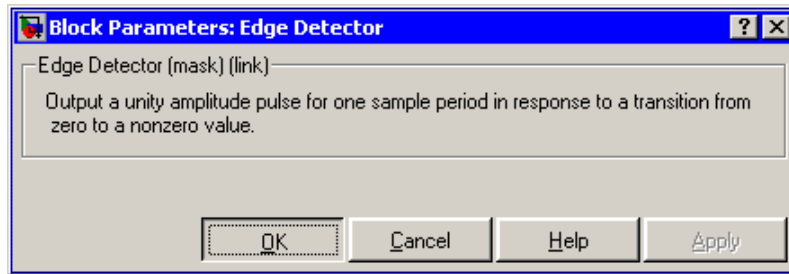 Block Parameters: Edge Detector
Edge Detector (mask) (link)
Output a unity amplitude pulse for one sample period in response to a transition from
zero to a nonzero value.
OK Cancel Help Apply